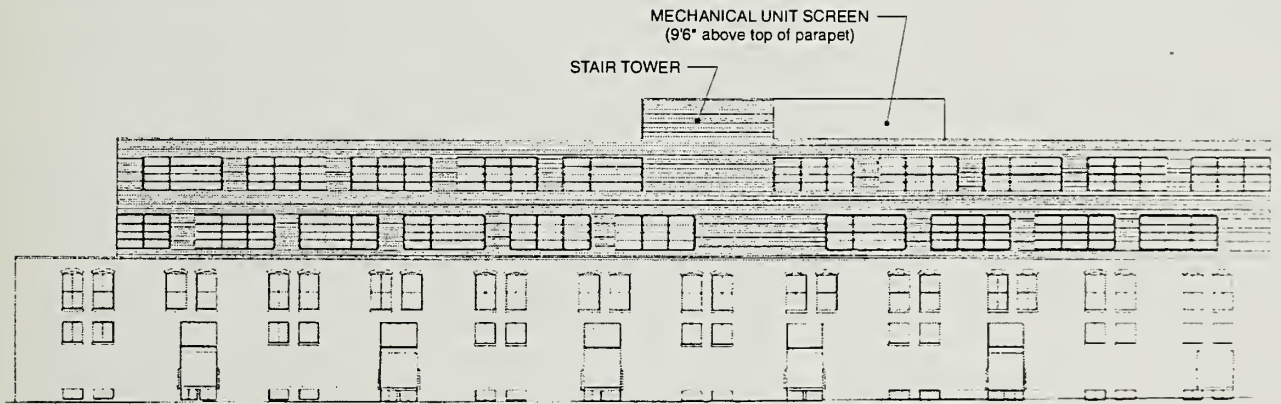 MECHANICAL UNIT SCREEN
(9'6" above top of parapet)
STAIR TOWER